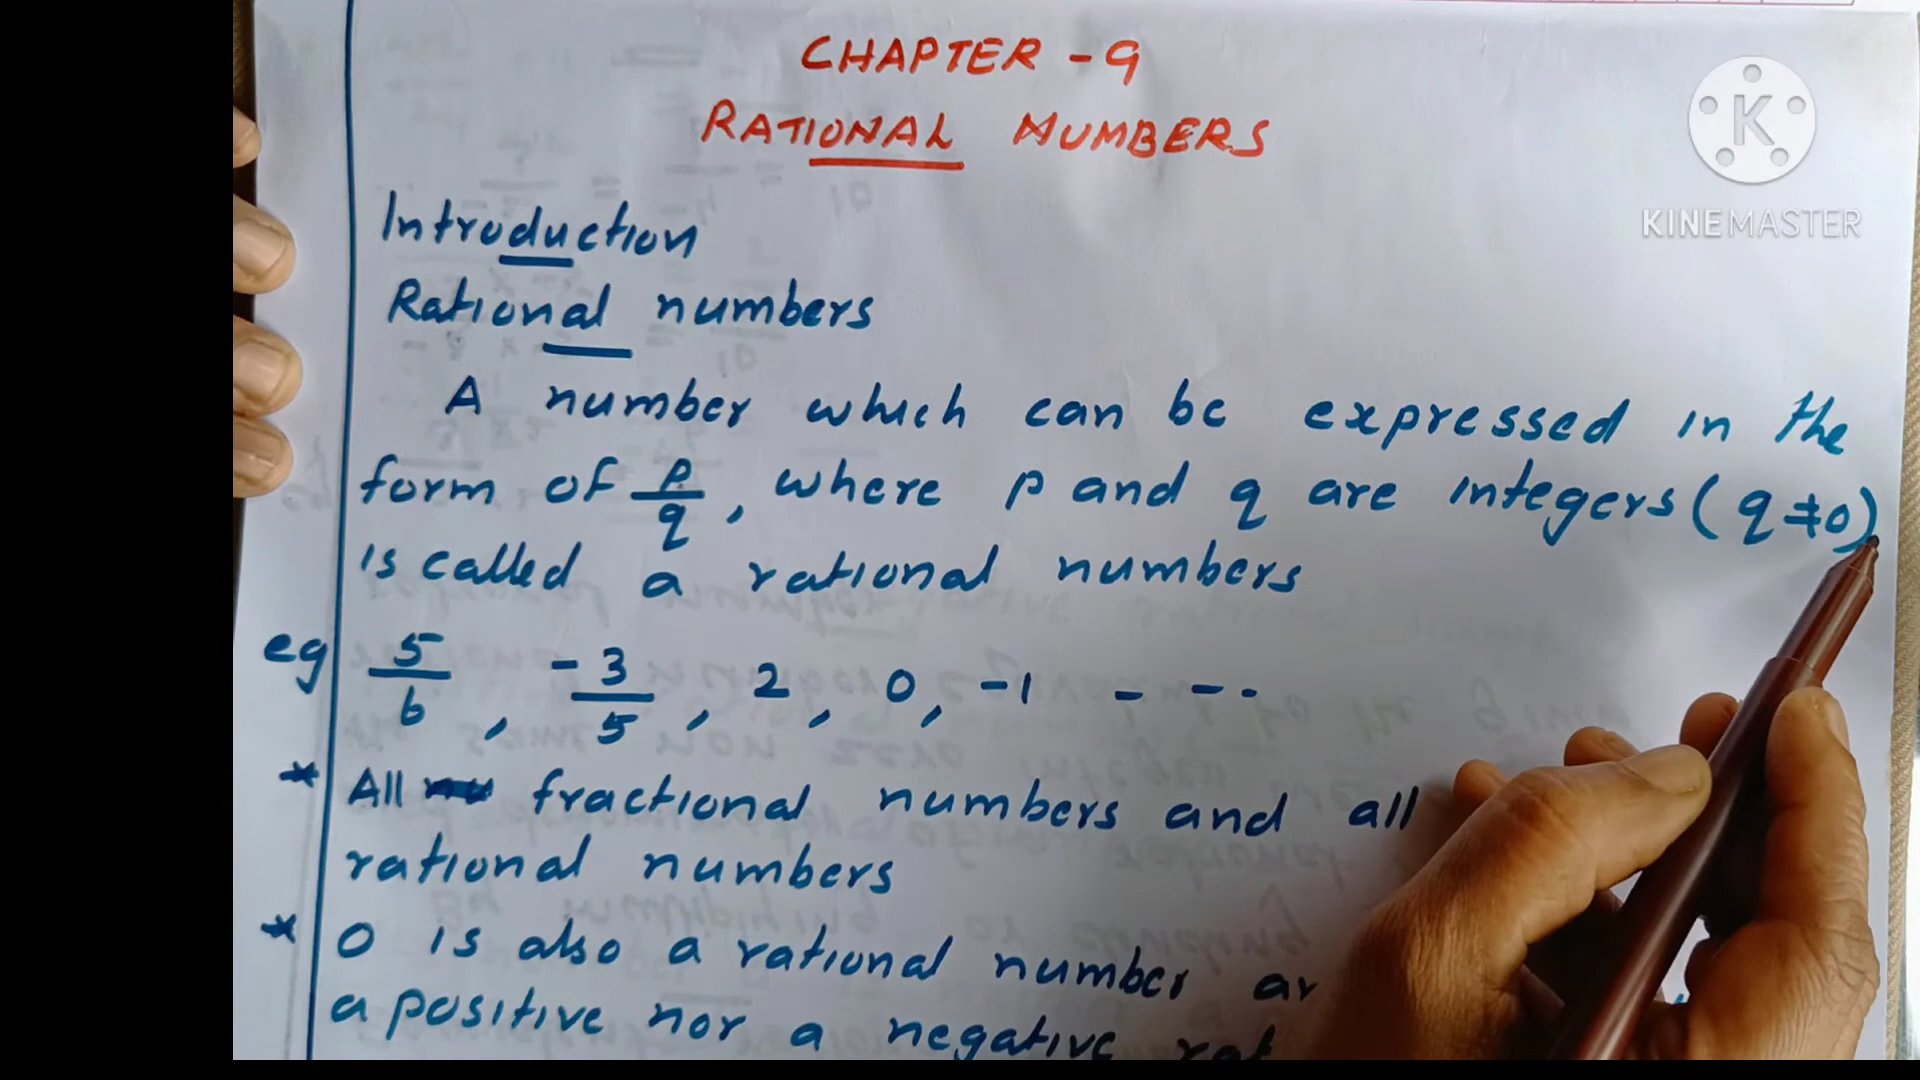 CHAPTER - 9
RATIONAL NUMBERS
K
KINEMASTER
Introduction
Rational numbers
A number which can be expressed in the
form of p/q, where p and q are integers (q ≠ 0)
is called a rational numbers
eg 5/6, -3/5, 2, 0, -1 - - -
* All fractional numbers and all
rational numbers
* 0 is also a rational number
a positive nor a negative